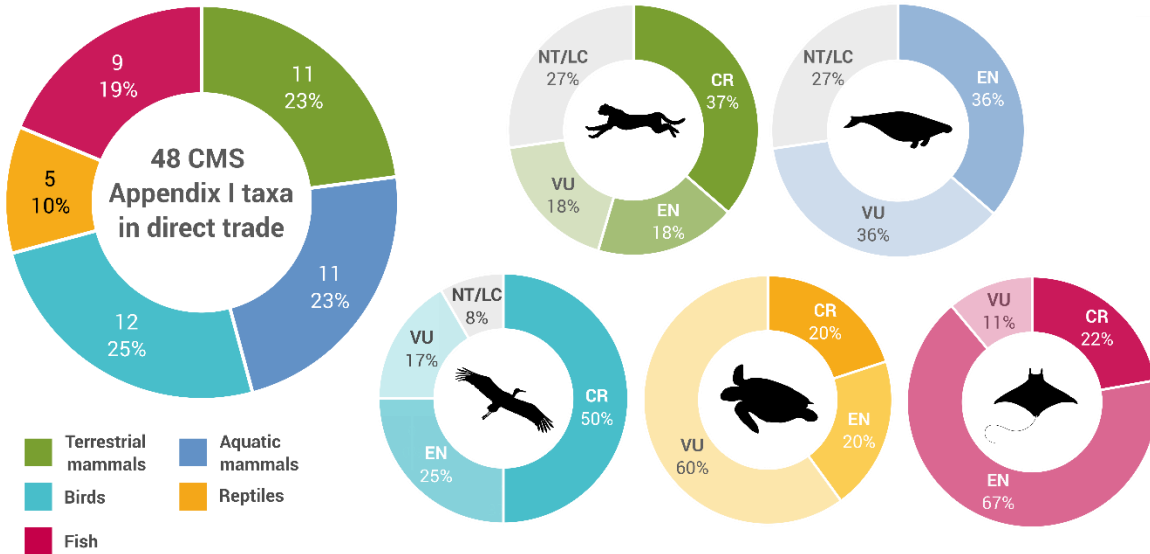 9
19%
11
23%
48 CMS
Appendix I taxa
in direct trade
5
10%
11
23%
12
25%
Terrestrial
mammals
Aquatic
mammals
Birds
Reptiles
Fish
NT/LC
27%
CR
37%
VU
18%
EN
18%
NT/LC
27%
EN
36%
VU
36%
NT/LC
8%
VU
17%
CR
50%
EN
25%
CR
20%
EN
20%
VU
60%
VU
11%
CR
22%
EN
67%